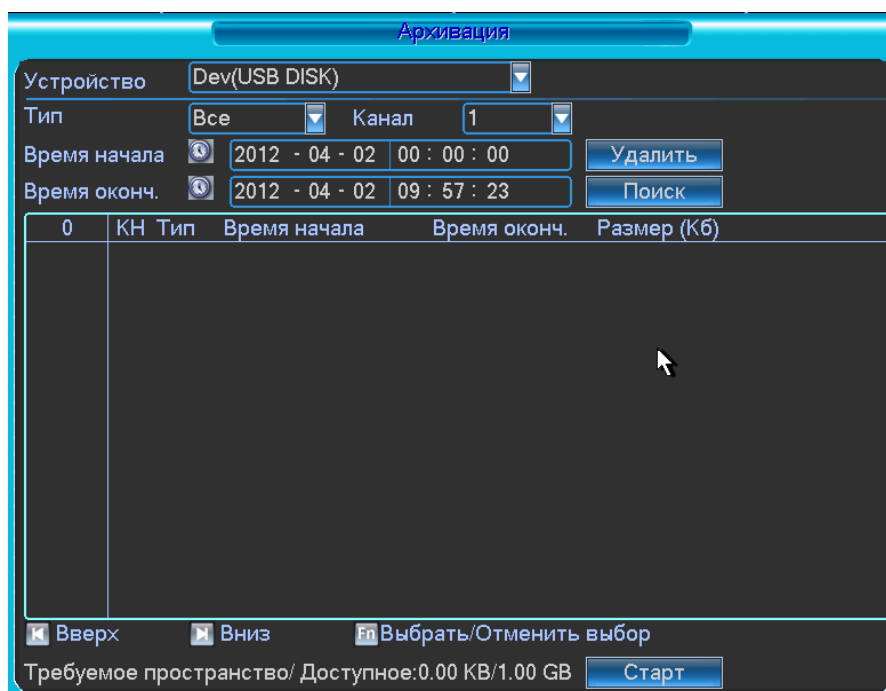 Архивация
Устройство Dev(USB DISK)
Тип Все Канал 1
Время начала 2012 - 04 - 02 00 : 00 : 00 Удалить
Время оконч. 2012 - 04 - 02 09 : 57 : 23 Поиск
0 КН Тип Время начала Время оконч. Размер (Кб)
Вверх Вниз Fn Выбрать/Отменить выбор
Требуемое пространство/ Доступное:0.00 KB/1.00 GB Старт